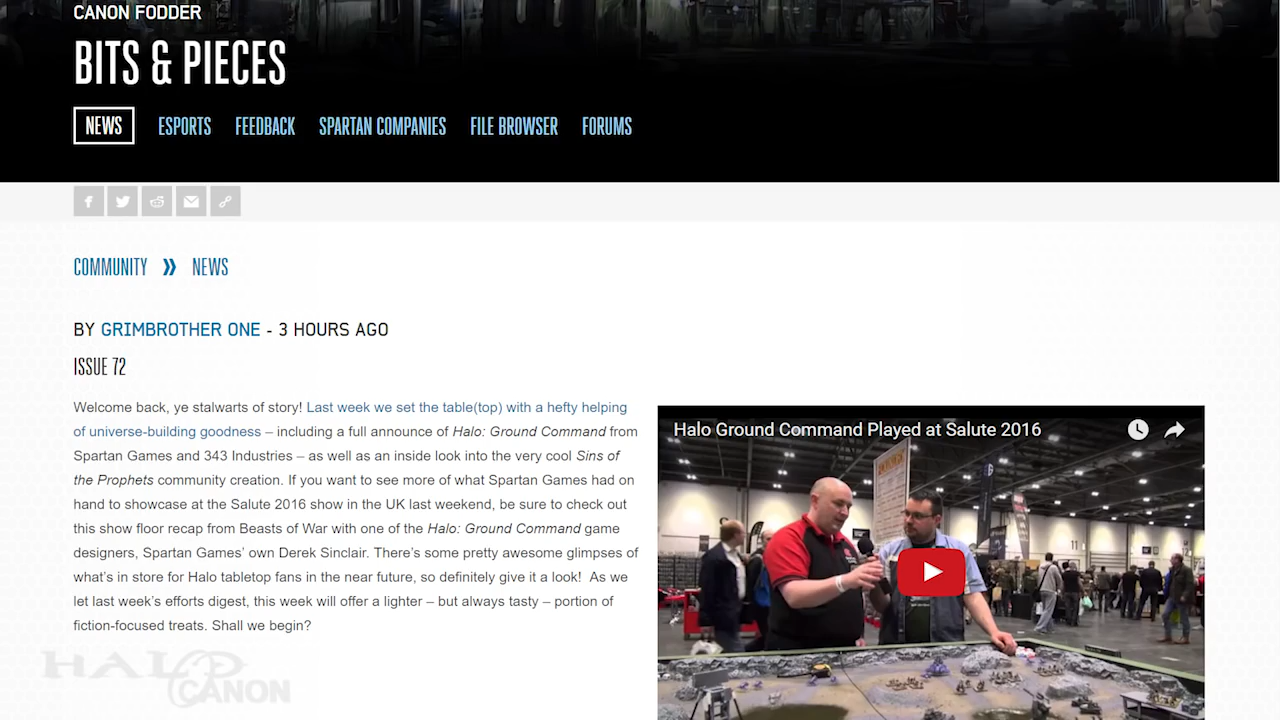 CANON FODDER
BITS & PIECES
NEWS
ESPORTS
FEEDBACK
SPARTAN COMPANIES
FILE BROWSER
FORUMS
COMMUNITY » NEWS
BY GRIMBROTHER ONE - 3 HOURS AGO
ISSUE 72
Welcome back, ye stalwarts of story! Last week we set the table(top) with a hefty helping
of universe-building goodness – including a full announce of Halo: Ground Command from
Spartan Games and 343 Industries – as well as an inside look into the very cool Sins of
the Prophets community creation. If you want to see more of what Spartan Games had on
hand to showcase at the Salute 2016 show in the UK last weekend, be sure to check out
this show floor recap from Beasts of War with one of the Halo: Ground Command game
designers, Spartan Games’ own Derek Sinclair. There’s some pretty awesome glimpses of
what’s in store for Halo tabletop fans in the near future, so definitely give it a look!  As we
let last week’s efforts digest, this week will offer a lighter – but always tasty – portion of
fiction-focused treats. Shall we begin?
Halo Ground Command Played at Salute 2016
11
HALO
CANON